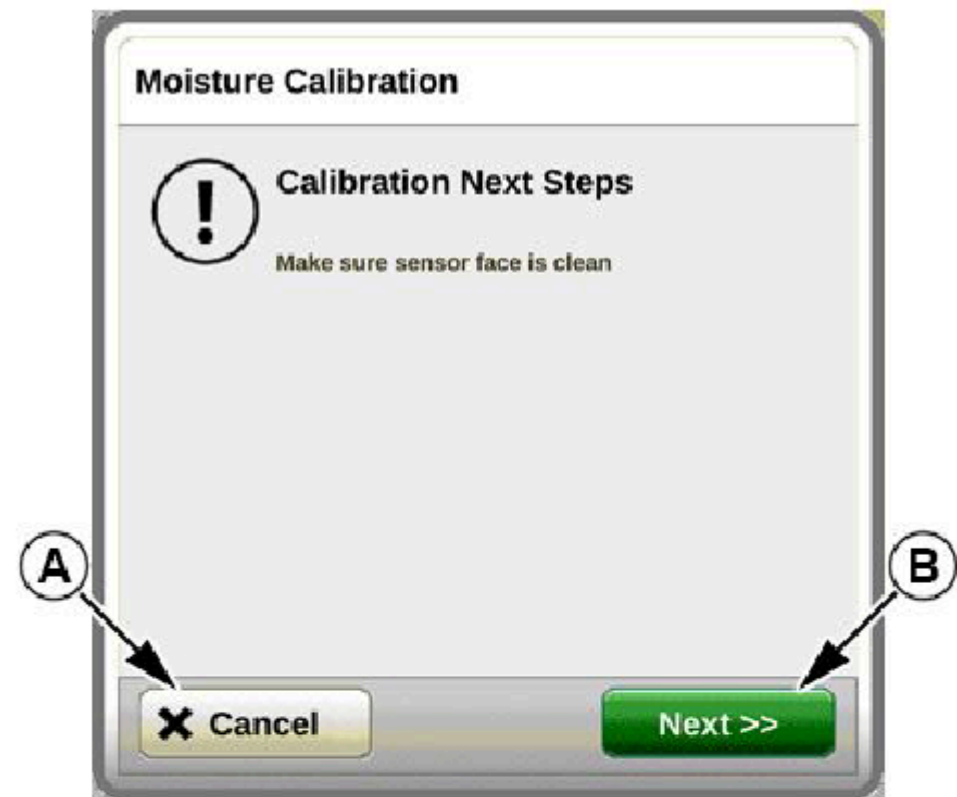 Moisture Calibration
Calibration Next Steps
Make sure sensor face is clean
A
B
Cancel
Next >>